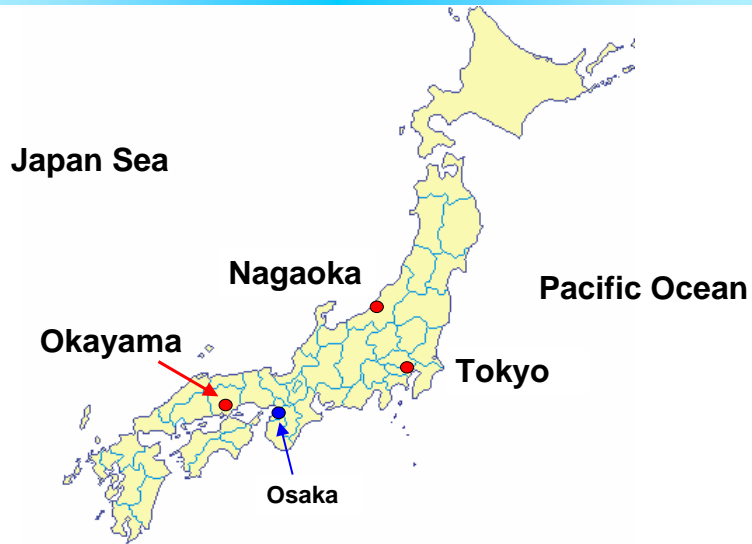 Japan Sea
Nagaoka
Pacific Ocean
Okayama
Tokyo
Osaka